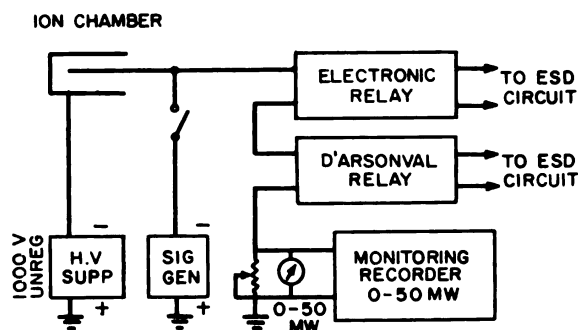 ION CHAMBER
ELECTRONIC
RELAY
TO ESD
CIRCUIT
D'ARSONVAL
RELAY
TO ESD
CIRCUIT
1000 V
UNREG
−
H.V
SUPP
+
−
SIG
GEN
+
0-50
MW
MONITORING
RECORDER
0-50 MW